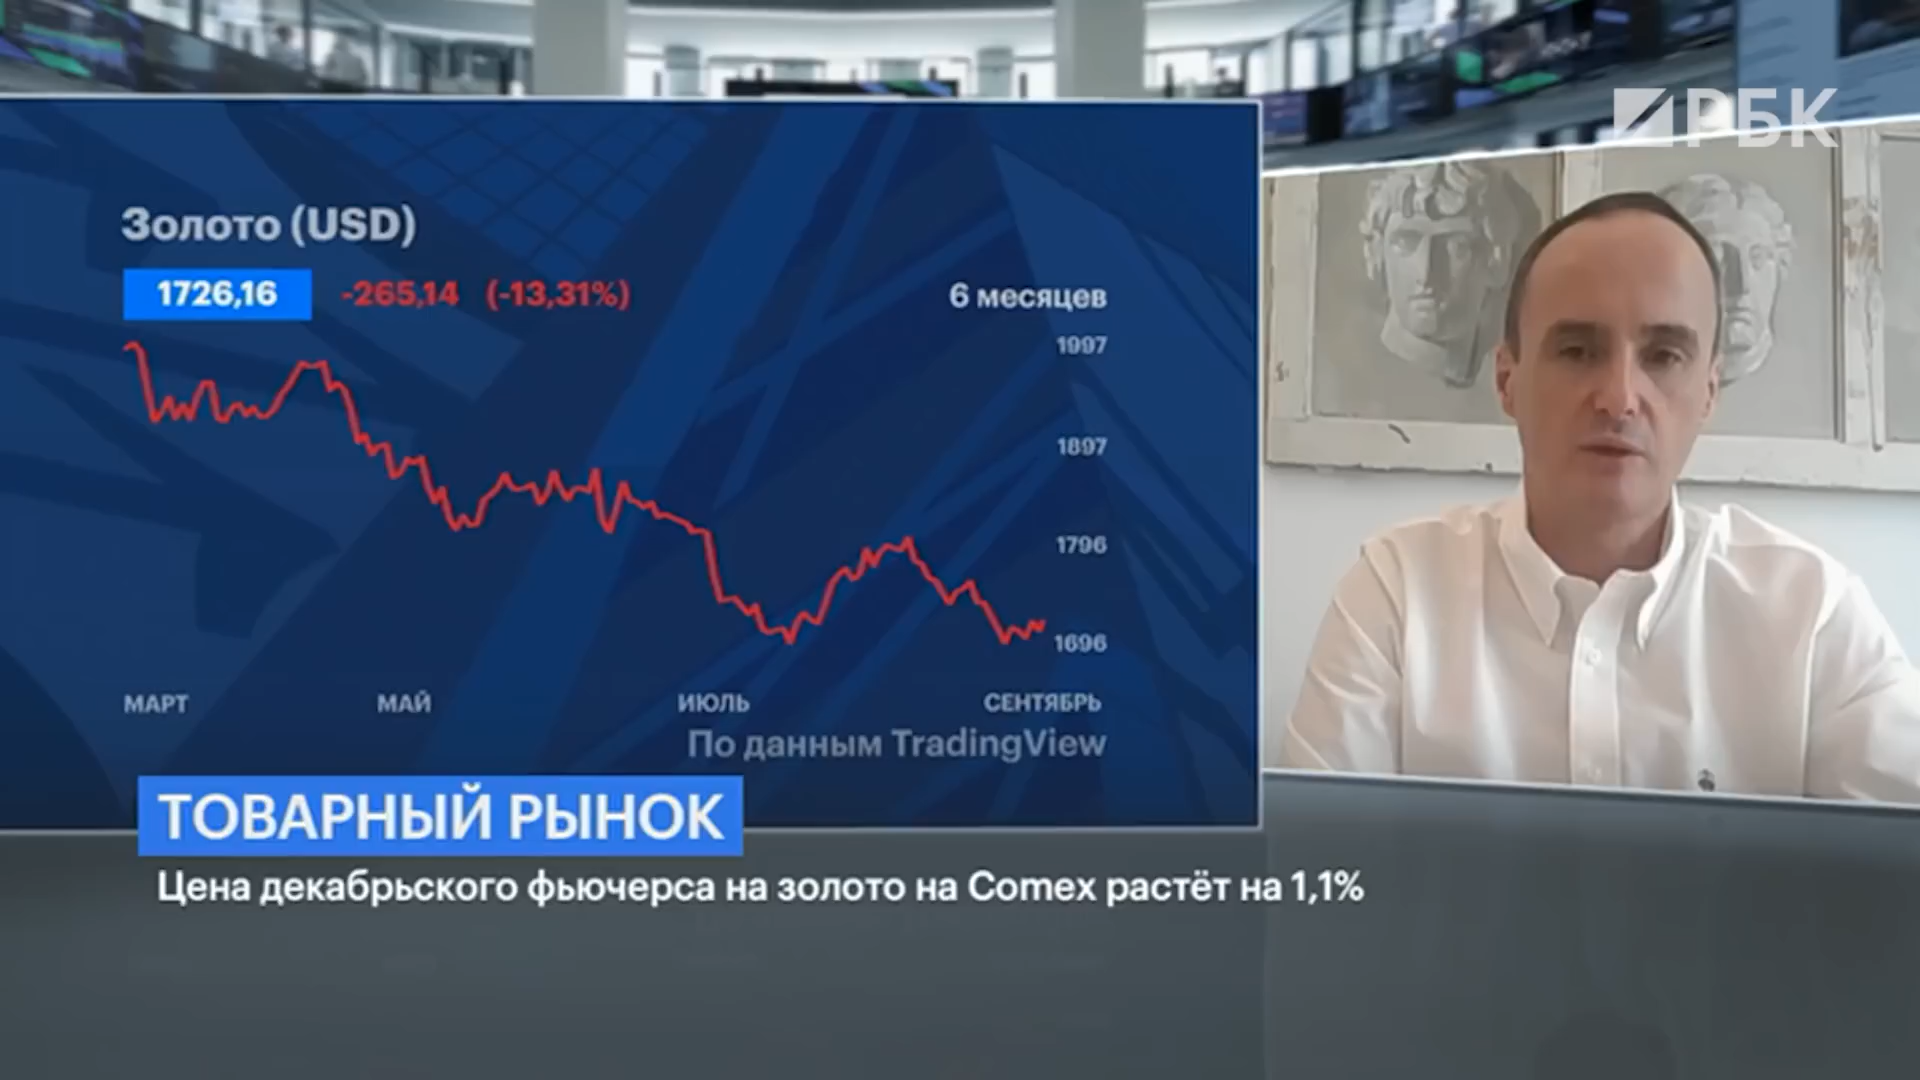 РБК
Золото (USD)
1726,16 -265,14 (-13,31%)
6 месяцев
1997
1897
1796
1696
МАРТ МАЙ ИЮЛЬ СЕНТЯБРЬ
По данным TradingView
ТОВАРНЫЙ РЫНОК
Цена декабрьского фьючерса на золото на Comex растёт на 1,1%